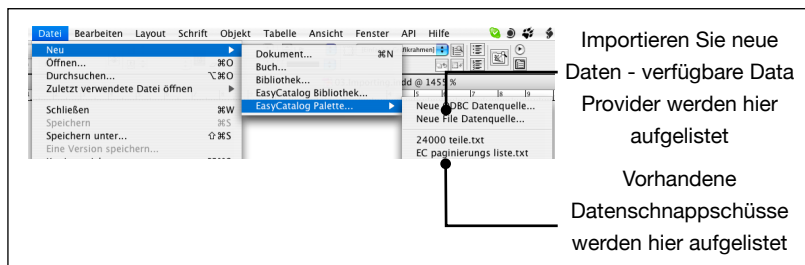 Datei Bearbeiten Layout Schrift Objekt Tabelle Ansicht Fenster API Hilfe
Neu
Öffnen... ⌘O
Durchsuchen... ⌥⌘O
Zuletzt verwendete Datei öffnen
Schließen ⌘W
Speichern ⌘S
Speichern unter... ⇧⌘S
Eine Version speichern...
Dokument... ⌘N
Buch...
Bibliothek...
EasyCatalog Bibliothek...
EasyCatalog Palette...
dd @ 1455 %
Neue ODBC Datenquelle...
Neue File Datenquelle...
24000 teile.txt
EC paginierungs liste.txt
Importieren Sie neue
Daten - verfügbare Data
Provider werden hier
aufgelistet
Vorhandene
Datenschnappschüsse
werden hier aufgelistet